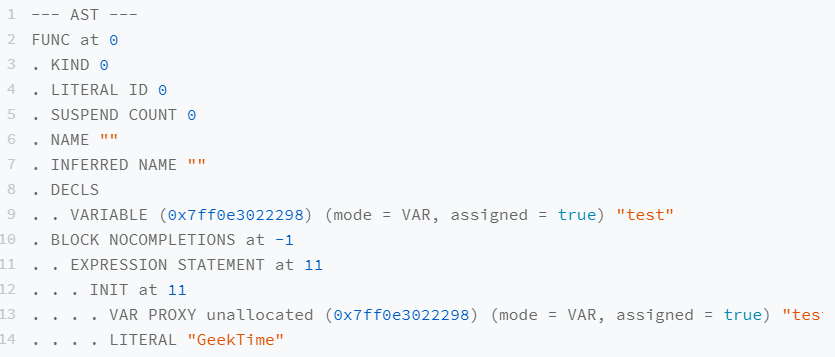 1 --- AST ---
2 FUNC at 0
3 . KIND 0
4 . LITERAL ID 0
5 . SUSPEND COUNT 0
6 . NAME ""
7 . INFERRED NAME ""
8 . DECLS
9 . . VARIABLE (0x7ff0e3022298) (mode = VAR, assigned = true) "test"
10 . BLOCK NOCOMPLETIONS at -1
11 . . EXPRESSION STATEMENT at 11
12 . . . INIT at 11
13 . . . . VAR PROXY unallocated (0x7ff0e3022298) (mode = VAR, assigned = true) "tes
14 . . . . LITERAL "GeekTime"